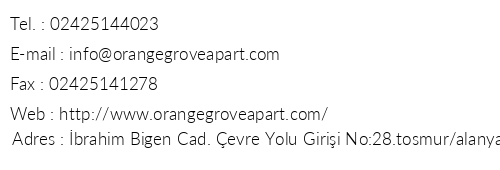 Tel. : 02425144023
E-mail : info@orangegroveapart.com
Fax : 02425141278
Web : http://www.orangegroveapart.com/
Adres : İbrahim Bigen Cad. Çevre Yolu Girişi No:28.tosmur/alanya